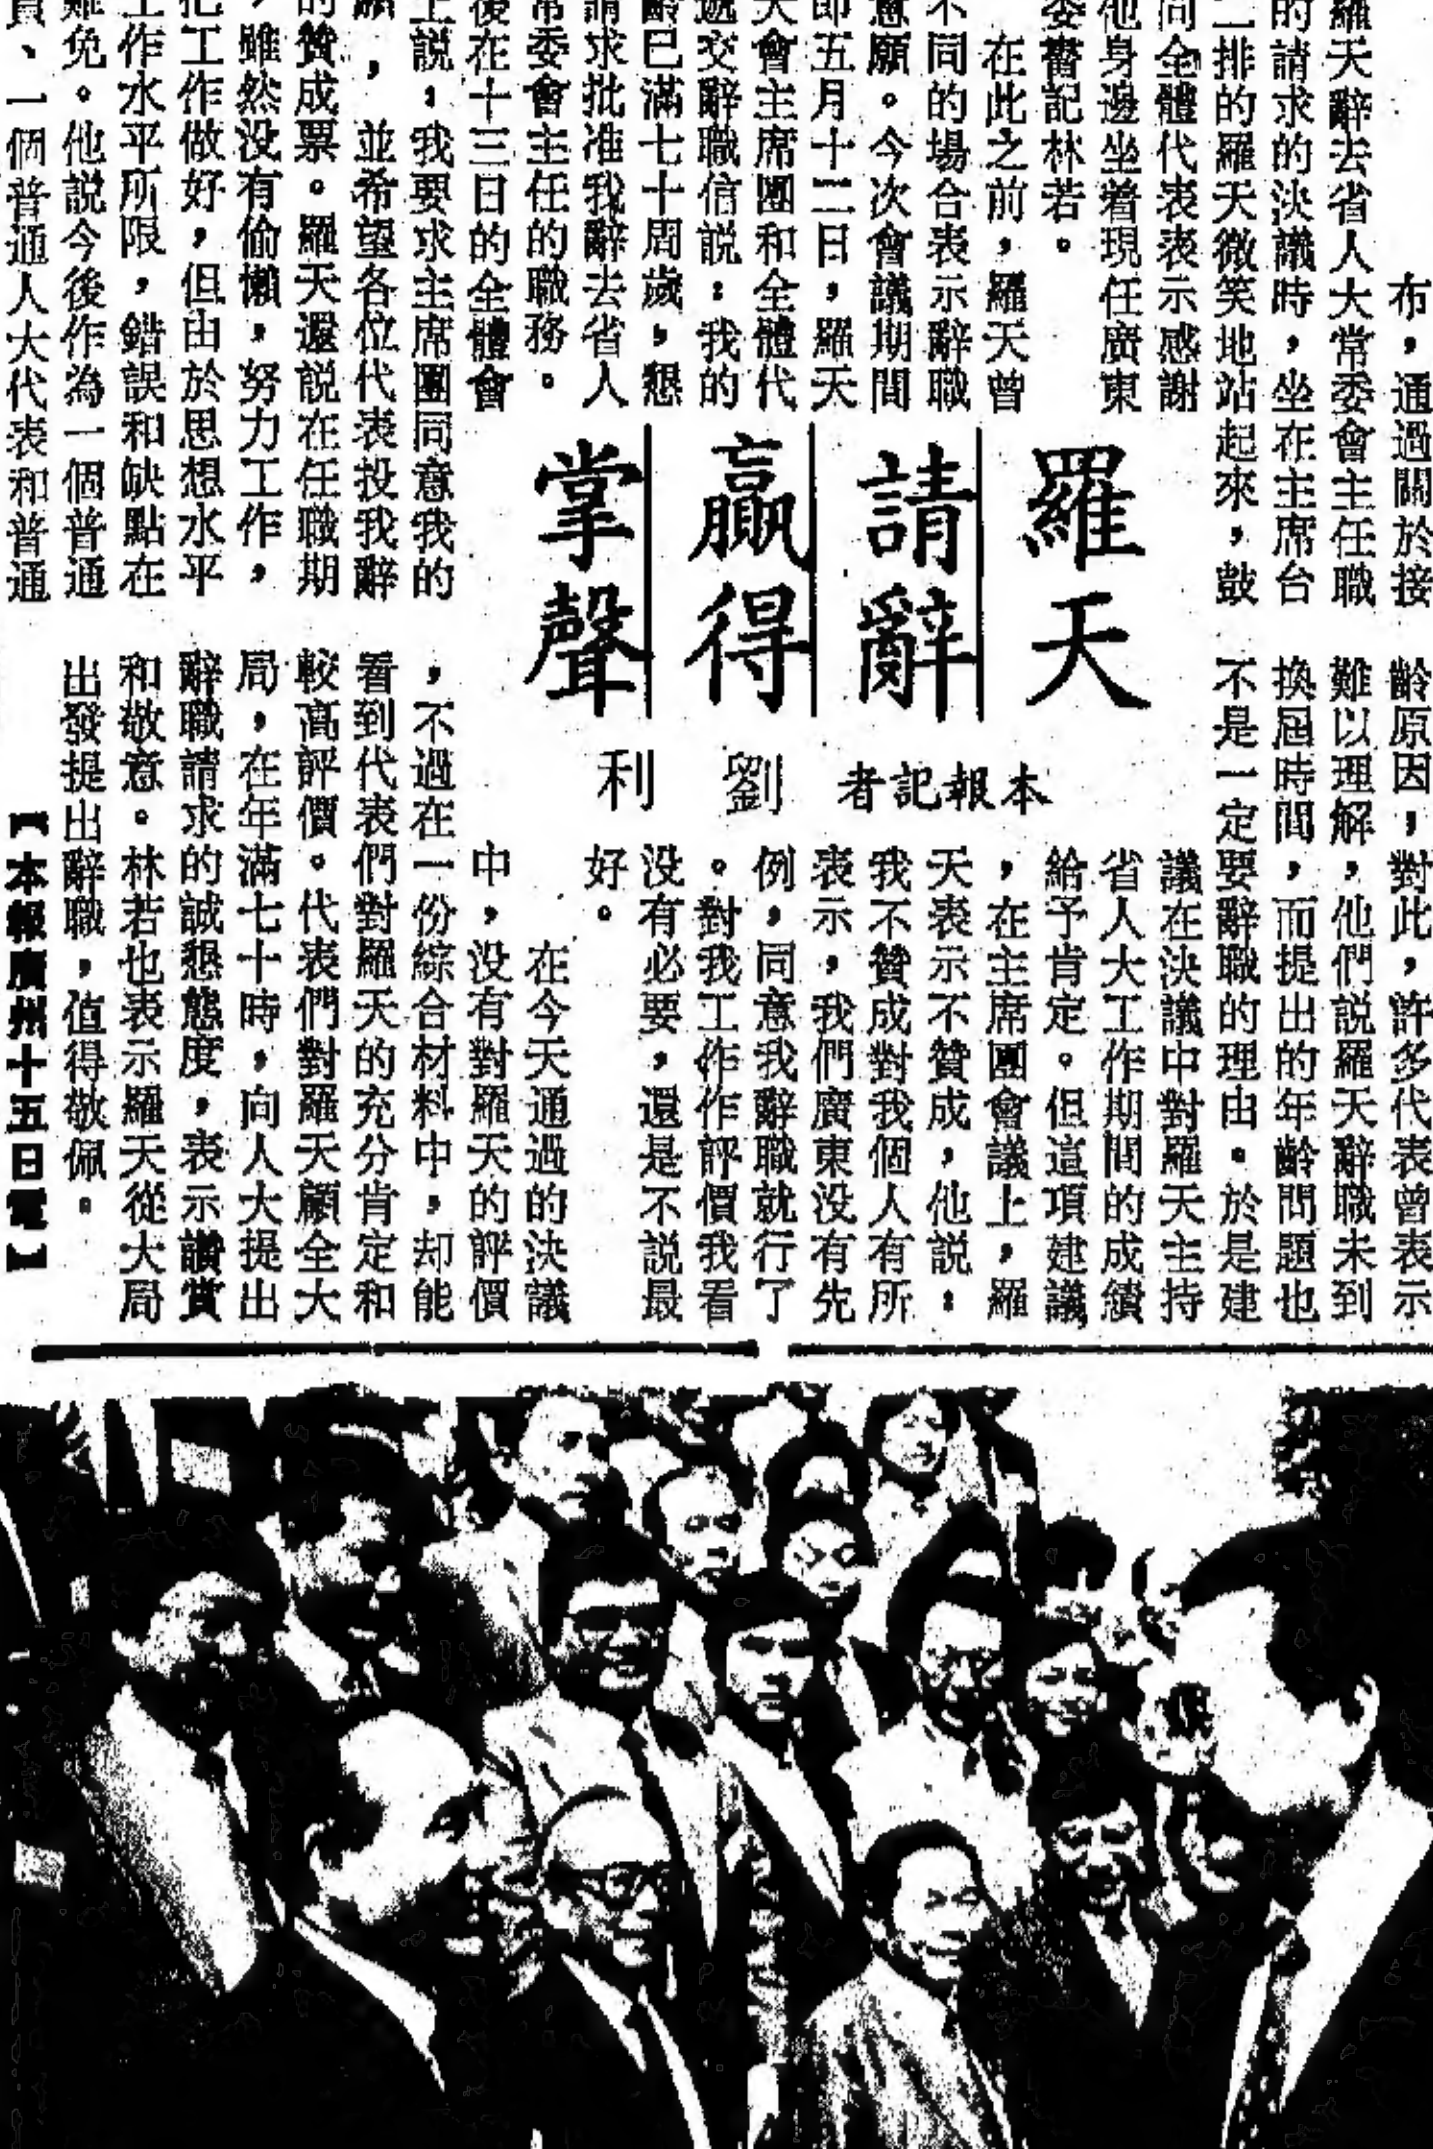 羅天
請辭
贏得
掌聲
本報記者 劉利
布，通過關於接
羅天辭去省人大常委會主任職
的請求的決議時，坐在主席台
二排的羅天微笑地站起來，鼓
向全體代表表示感謝
他身邊坐着現任廣東
委書記林若。
在此之前，羅天曾
不同的場合表示辭職
意願。今次會議期間
即五月十二日，羅天
大會主席團和全體代
遞交辭職信説：我的
齡已滿七十周歲，懇
請求批准我辭去省人
常委會主任的職務。
後在十三日的全體會
上説：我要求主席團同意我的
，並希望各位代表投我辭
的贊成票。羅天還説在任職期
，雖然没有偷懶，努力工作，
把工作做好，但由於思想水平
工作水平所限，錯誤和缺點在
難免。他説今後作為一個普通
、一個普通人大代表和普通
齡原因，對此，許多代表曾表示
難以理解，他們説羅天辭職未到
換屆時間，而提出的年齡問題也
不是一定要辭職的理由。於是建
議在決議中對羅天主持
省人大工作期間的成績
給予肯定。但這項建議
，在主席團會議上，羅
天表示不贊成，他説：
我不贊成對我個人有所
表示，我們廣東没有先
例，同意我辭職就行了
。對我工作作評價我看
没有必要，還是不説最
好。
在今天通過的決議
中，没有對羅天的評價
，不過在一份綜合材料中，却能
看到代表們對羅天的充分肯定和
較高評價。代表們對羅天顧全大
局，在年滿七十時，向人大提出
辭職請求的誠懇態度，表示讚賞
和敬意。林若也表示羅天從大局
出發提出辭職，值得敬佩。
【本報廣州十五日電】